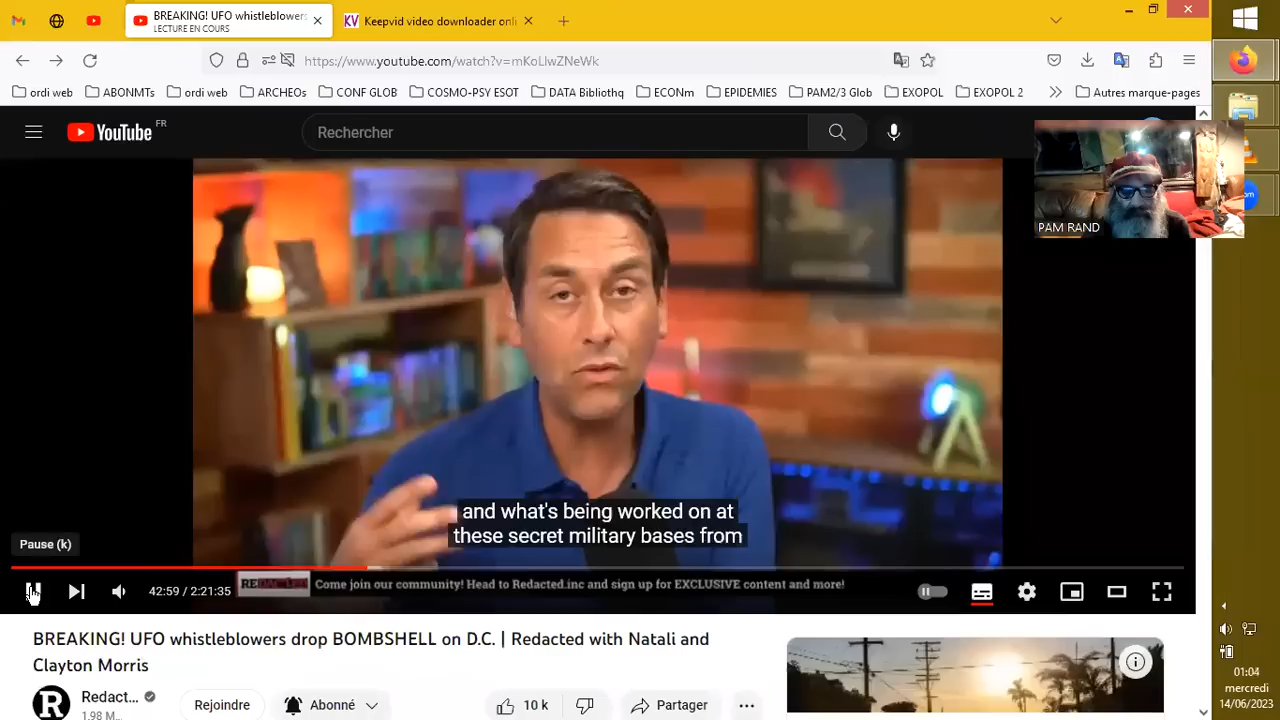 BREAKING! UFO whistleblowers
LECTURE EN COURS
Keepvid video downloader onli
https://www.youtube.com/watch?v=mKoLlwZNeWk
ordi web
ABONMTs
ordi web
ARCHEOs
CONF GLOB
COSMO-PSY ESO
DATA Bibliothq
ECONm
EPIDEMIES
PAM2/3 Glob
EXOPOL
EXOPOL 2
Autres marque-pages
YouTube FR
Rechercher
PAM RAND
and what's being worked on at
these secret military bases from
Pause (k)
42:59 / 2:21:35
REDACTED
Come join our community! Head to Redacted.inc and sign up for EXCLUSIVE content and more!
BREAKING! UFO whistleblowers drop BOMBSHELL on D.C. | Redacted with Natali and
Clayton Morris
R
Redact...
1,98 M...
Rejoindre
Abonné
10 k
Partager
01:04
mercredi
14/06/2023